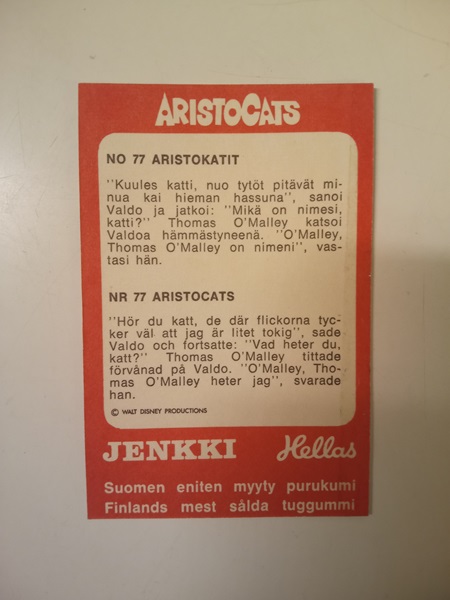 ARISTOCATS
NO 77 ARISTOKATIT
"Kuules katti, nuo tytöt pitävät mi-
nua kai hieman hassuna", sanoi
Valdo ja jatkoi: "Mikä on nimesi,
katti?" Thomas O'Malley katsoi
Valdoa hämmästyneenä. "O'Malley,
Thomas O'Malley on nimeni", vas-
tasi hän.
NR 77 ARISTOCATS
"Hör du katt, de där flickorna tyc-
ker väl att jag är litet tokig", sade
Valdo och fortsatte: "Vad heter du,
katt?" Thomas O'Malley tittade
förvånad på Valdo. "O'Malley, Tho-
mas O'Malley heter jag", svarade
han.
© WALT DISNEY PRODUCTIONS
JENKKI Hellas
Suomen eniten myyty purukumi
Finlands mest sålda tuggummi